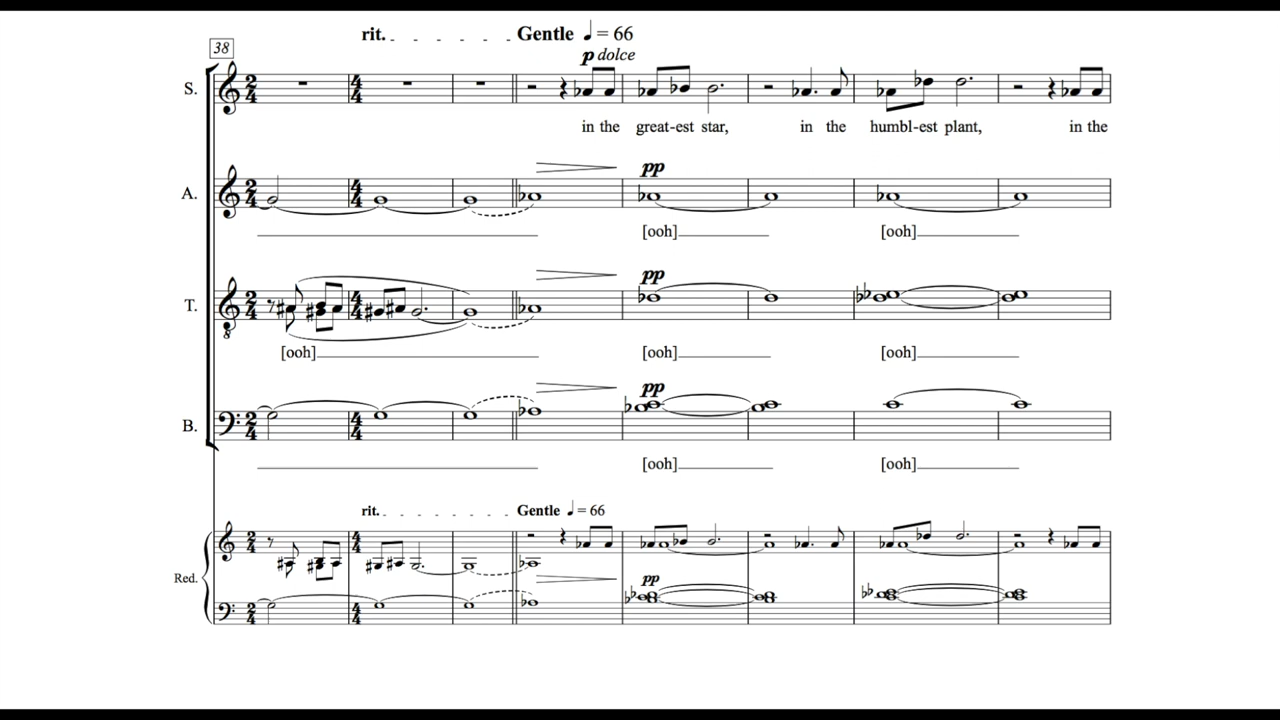 38
rit. Gentle ♩ = 66
p dolce
S.
in the great-est star, in the humbl-est plant, in the
pp
A.
[ooh] [ooh]
pp
T.
8
[ooh] [ooh] [ooh]
pp
B.
[ooh] [ooh]
rit. Gentle ♩ = 66
Red.
pp